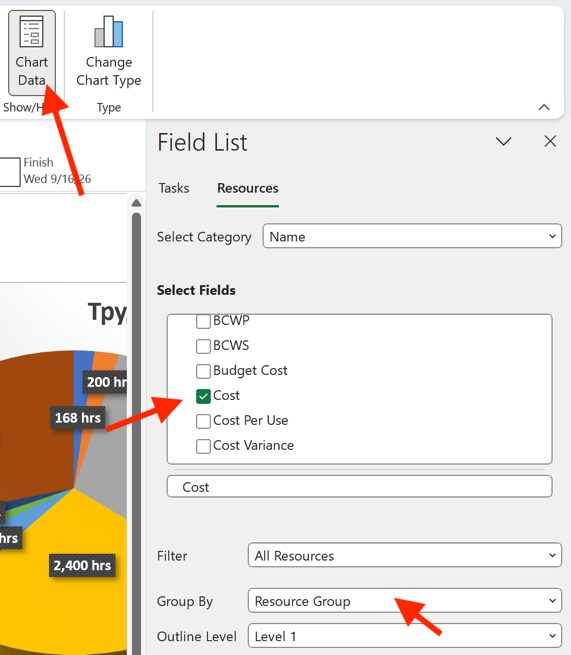 Chart
Data
Change
Chart Type
Show/H
Type
Field List
Finish
Wed 9/16/26
Tasks
Resources
Select Category
Name
Select Fields
BCWP
BCWS
Budget Cost
Cost
Cost Per Use
Cost Variance
Cost
Тру
200 hr
168 hrs
hrs
2,400 hrs
Filter
All Resources
Group By
Resource Group
Outline Level
Level 1